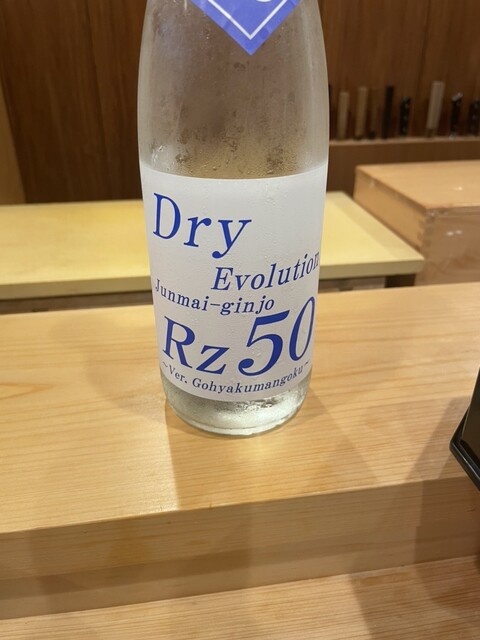 Dry
Evolution
Junmai-ginjo
Rz50
~Ver. Gohyakumangoku~